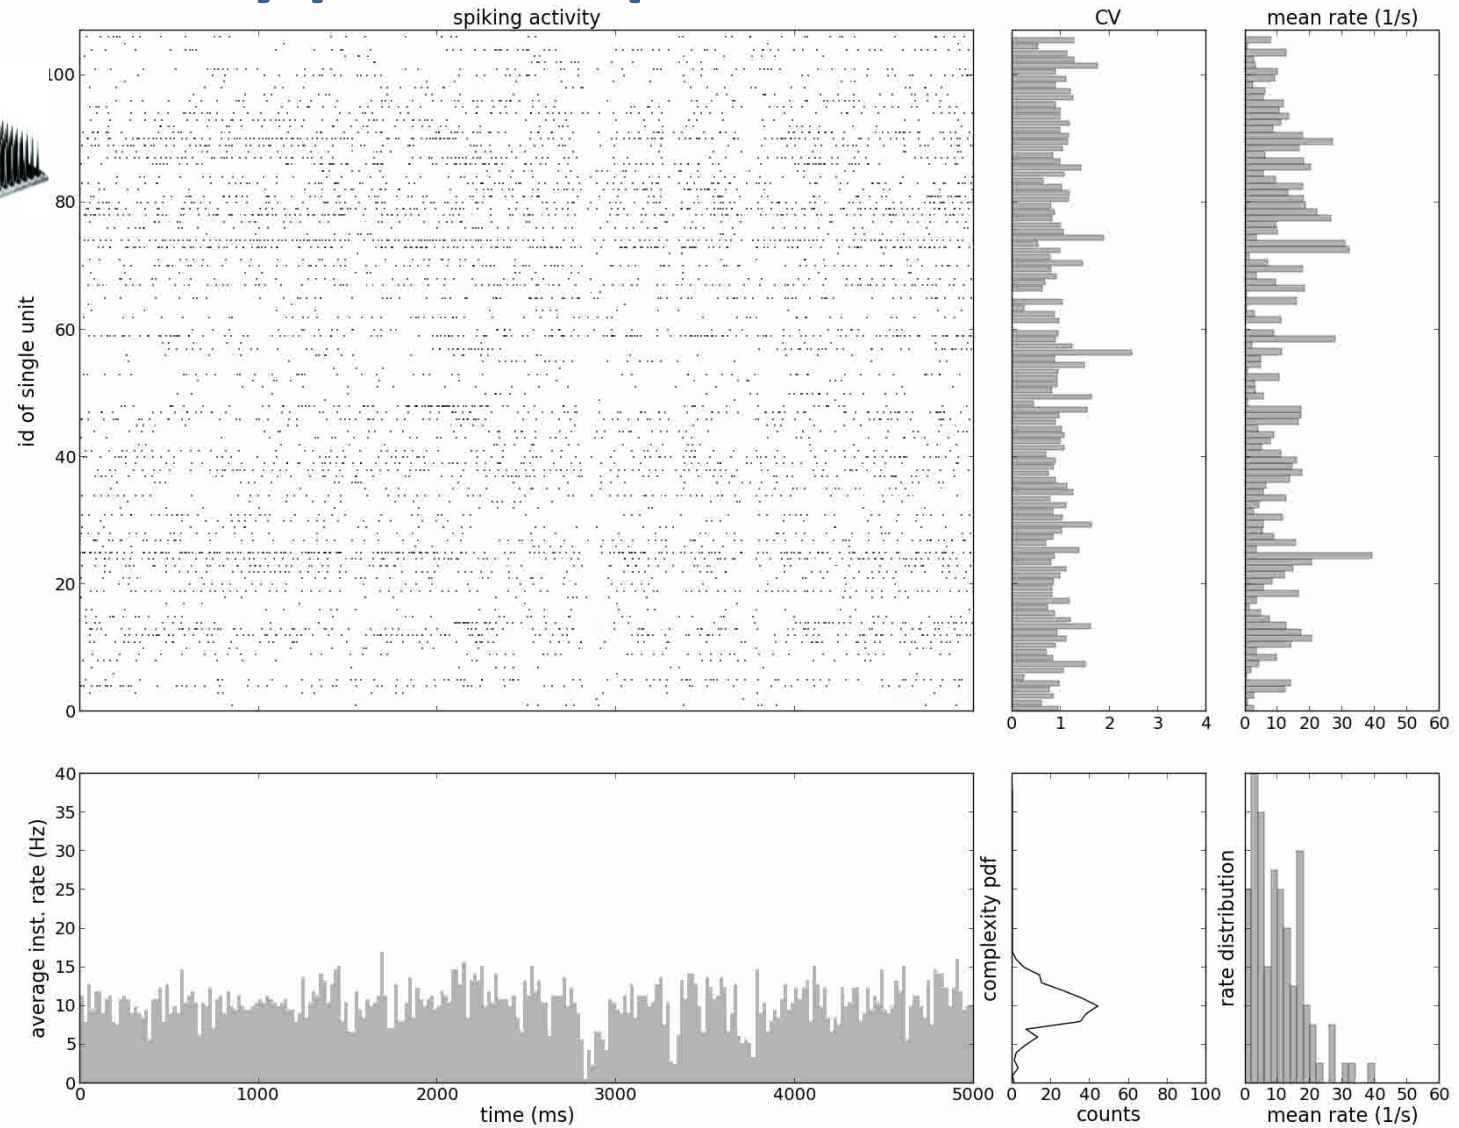 spiking activity
CV
mean rate (1/s)
100
80
60
40
20
0
id of single unit
0 1 2 3 4
0 10 20 30 40 50 60
40
35
30
25
20
15
10
5
0
average inst. rate (Hz)
0 1000 2000 3000 4000 5000
time (ms)
complexity pdf
0 20 40 60 80 100
counts
rate distribution
0 10 20 30 40 50 60
mean rate (1/s)